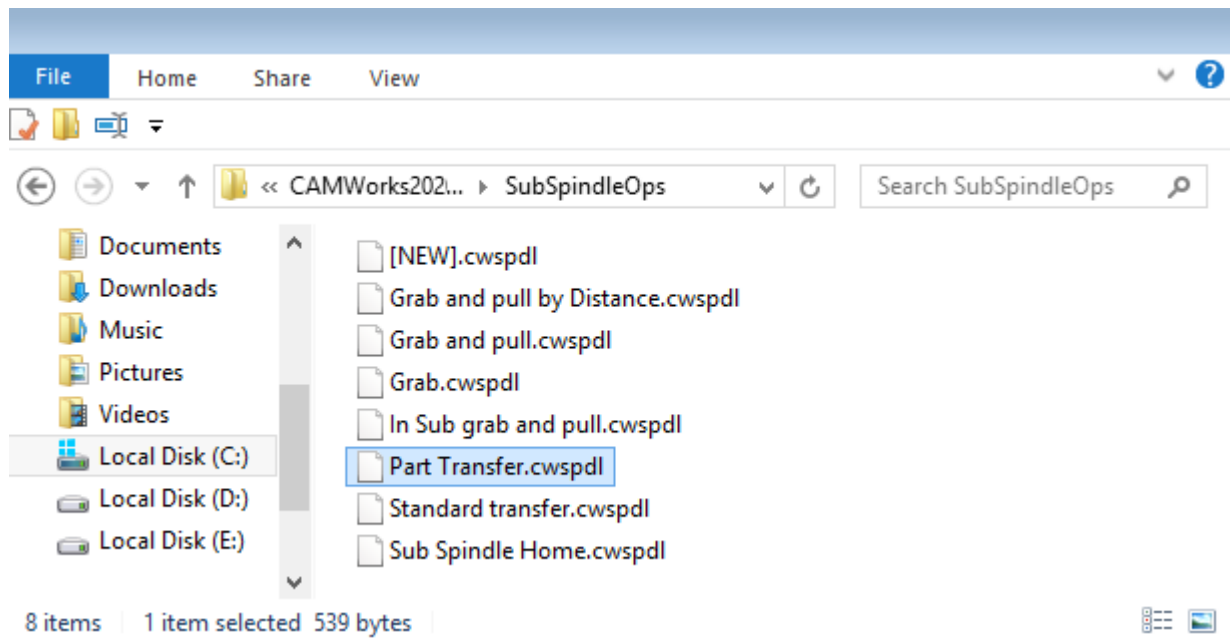 File Home Share View
« CAMWorks202\... SubSpindleOps Search SubSpindleOps
Documents
Downloads
Music
Pictures
Videos
Local Disk (C:)
Local Disk (D:)
Local Disk (E:)
[NEW].cwspdl
Grab and pull by Distance.cwspdl
Grab and pull.cwspdl
Grab.cwspdl
In Sub grab and pull.cwspdl
Part Transfer.cwspdl
Standard transfer.cwspdl
Sub Spindle Home.cwspdl
8 items 1 item selected 539 bytes